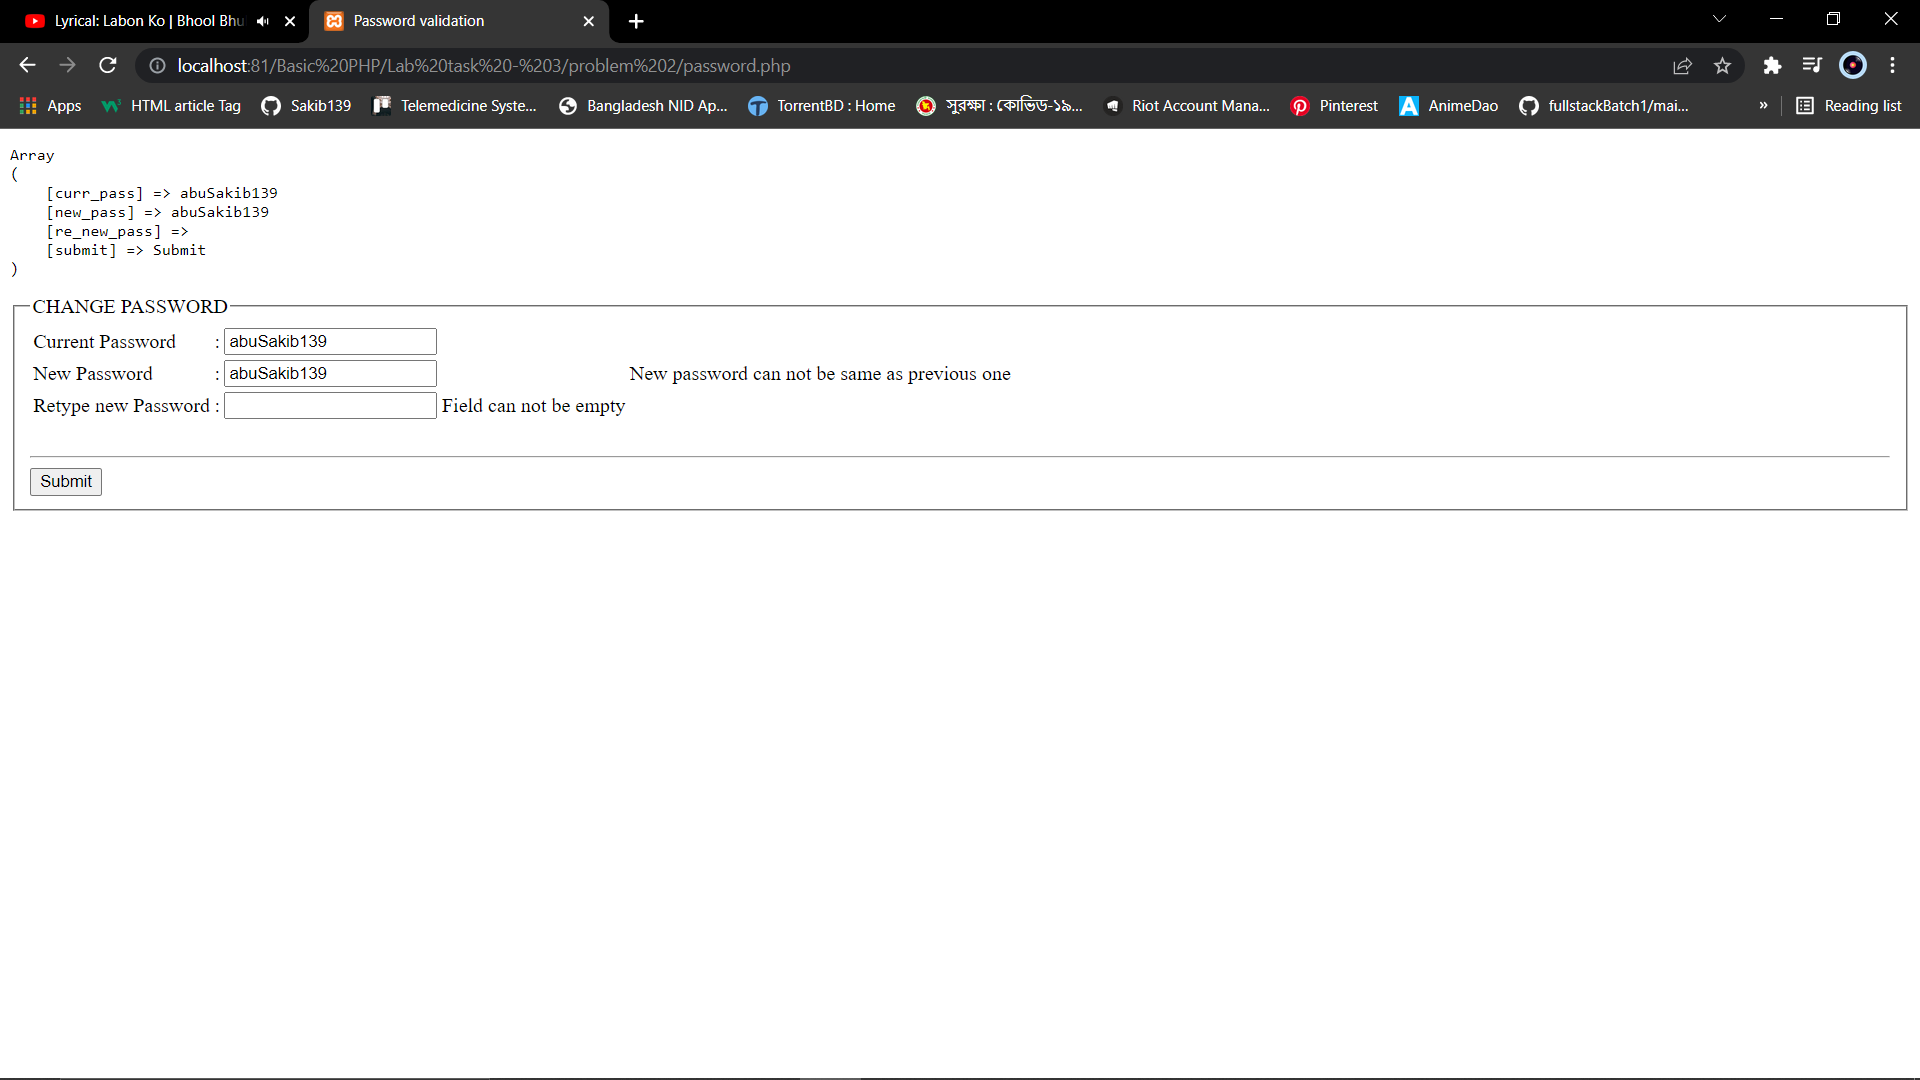 Lyrical: Labon Ko | Bhool Bhu
Password validation
localhost:81/Basic%20PHP/Lab%20task%20-%203/problem%202/password.php
Apps HTML article Tag Sakib139 Telemedicine Syste... Bangladesh NID Ap... TorrentBD : Home সুরক্ষা : কোভিড-১৯... Riot Account Mana... Pinterest AnimeDao fullstackBatch1/mai... » Reading list
Array
(
[curr_pass] => abuSakib139
[new_pass] => abuSakib139
[re_new_pass] =>
[submit] => Submit
)
CHANGE PASSWORD
Current Password : abuSakib139
New Password : abuSakib139 New password can not be same as previous one
Retype new Password : Field can not be empty
Submit